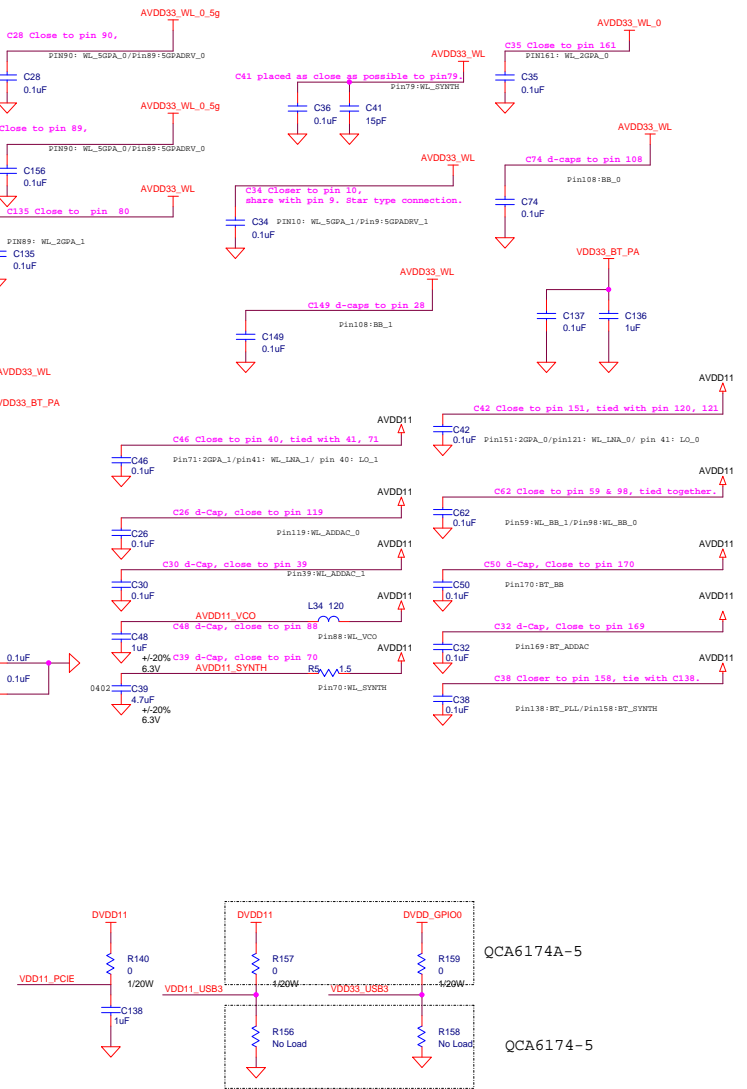 AVDD33_WL_0_5g
C28 Close to pin 90,
PIN90: WL_5GPA_0/Pin89:5GPADRV_0
C28
0.1uF
AVDD33_WL
C41 placed as close as possible to pin79.
Pin79:WL_SYNTH
C36
0.1uF
C41
15pF
AVDD33_WL_0
C35 Close to pin 161
PIN161: WL_2GPA_0
C35
0.1uF
AVDD33_WL_0_5g
Close to pin 89,
PIN90: WL_5GPA_0/Pin89:5GPADRV_0
C156
0.1uF
AVDD33_WL
C74 d-caps to pin 108
Pin108:BB_0
C74
0.1uF
AVDD33_WL
C135 Close to pin 80
PIN89: WL_2GPA_1
C135
0.1uF
AVDD33_WL
C34 Closer to pin 10,
share with pin 9. Star type connection.
C34
0.1uF
PIN10: WL_5GPA_1/Pin9:5GPADRV_1
VDD33_BT_PA
C137
0.1uF
C136
1uF
AVDD33_WL
C149 d-caps to pin 28
Pin108:BB_1
C149
0.1uF
AVDD33_WL
VDD33_BT_PA
AVDD11
C46 Close to pin 40, tied with 41, 71
C46
0.1uF
Pin71:2GPA_1/pin41: WL_LNA_1/ pin 40: LO_1
AVDD11
C42 Close to pin 151, tied with pin 120, 121
C42
0.1uF
Pin151:2GPA_0/pin121: WL_LNA_0/ pin 41: LO_0
AVDD11
C26 d-Cap, close to pin 119
C26
0.1uF
Pin119:WL_ADDAC_0
AVDD11
C62 Close to pin 59 & 98, tied together.
C62
0.1uF
Pin59:WL_BB_1/Pin98:WL_BB_0
AVDD11
C30 d-Cap, close to pin 39
Pin39:WL_ADDAC_1
C30
0.1uF
AVDD11
C50 d-Cap, Close to pin 170
C50
0.1uF
Pin170:BT_BB
AVDD11
L34 120
AVDD11_VCO
C48 d-Cap, close to pin 88
Pin88:WL_VCO
C48
1uF
+/-20%
6.3V
AVDD11
C32 d-Cap, Close to pin 169
C32
0.1uF
Pin169:BT_ADDAC
AVDD11
C39 d-Cap, close to pin 70
AVDD11_SYNTH
R5
1.5
Pin70:WL_SYNTH
0402
C39
4.7uF
+/-20%
6.3V
AVDD11
C38 Closer to pin 158, tie with C138.
C38
0.1uF
Pin138:BT_PLL/Pin158:BT_SYNTH
0.1uF
0.1uF
DVDD11
R140
0
1/20W
VDD11_PCIE
C138
1uF
DVDD11
R157
0
1/20W
VDD11_USB3
DVDD_GPIO0
R159
0
1/20W
VDD33_USB3
QCA6174A-5
R156
No Load
R158
No Load
QCA6174-5